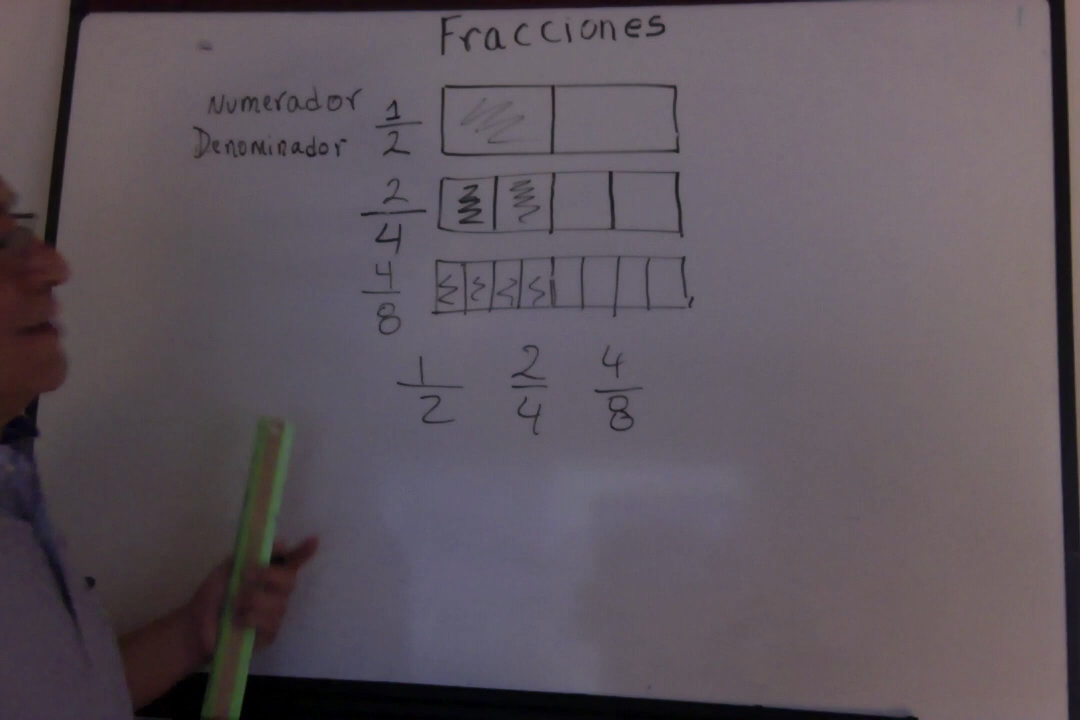 Fracciones
Numerador 1/2
Denominador
2/4
4/8
1/2 2/4 4/8